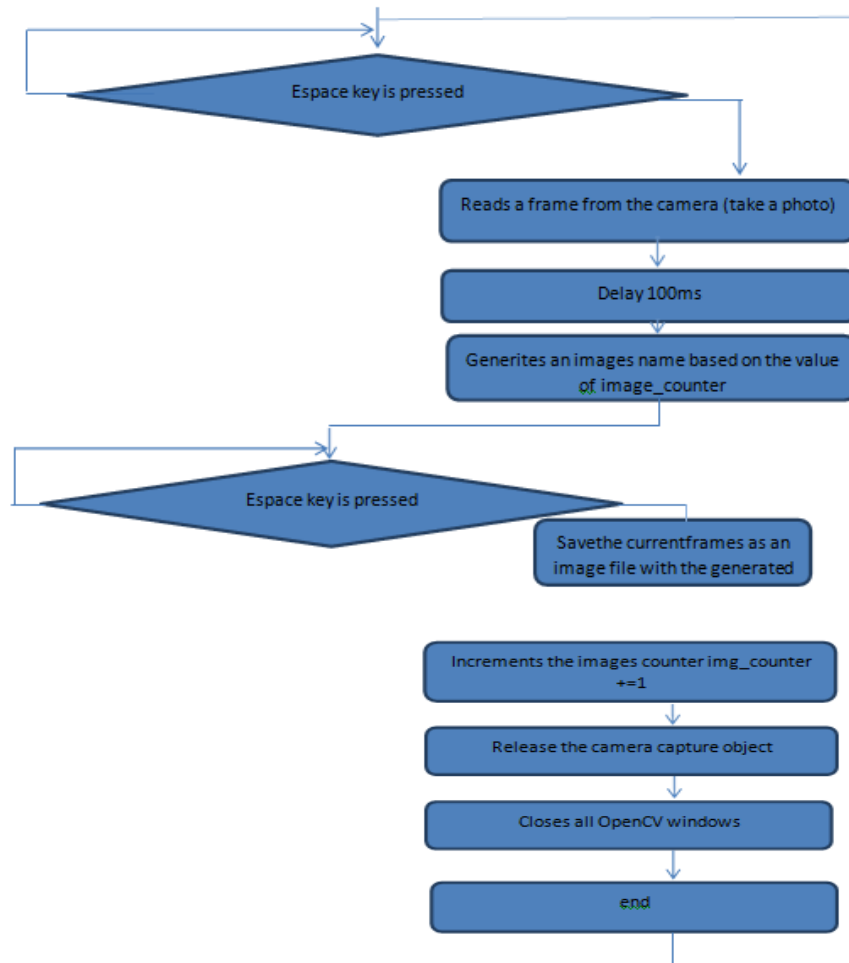 Espace key is pressed
Reads a frame from the camera (take a photo)
Delay 100ms
Generites an images name based on the value
of image_counter
Espace key is pressed
Savethe currentframes as an
image file with the generated
Increments the images counter img_counter
+=1
Release the camera capture object
Closes all OpenCV windows
end